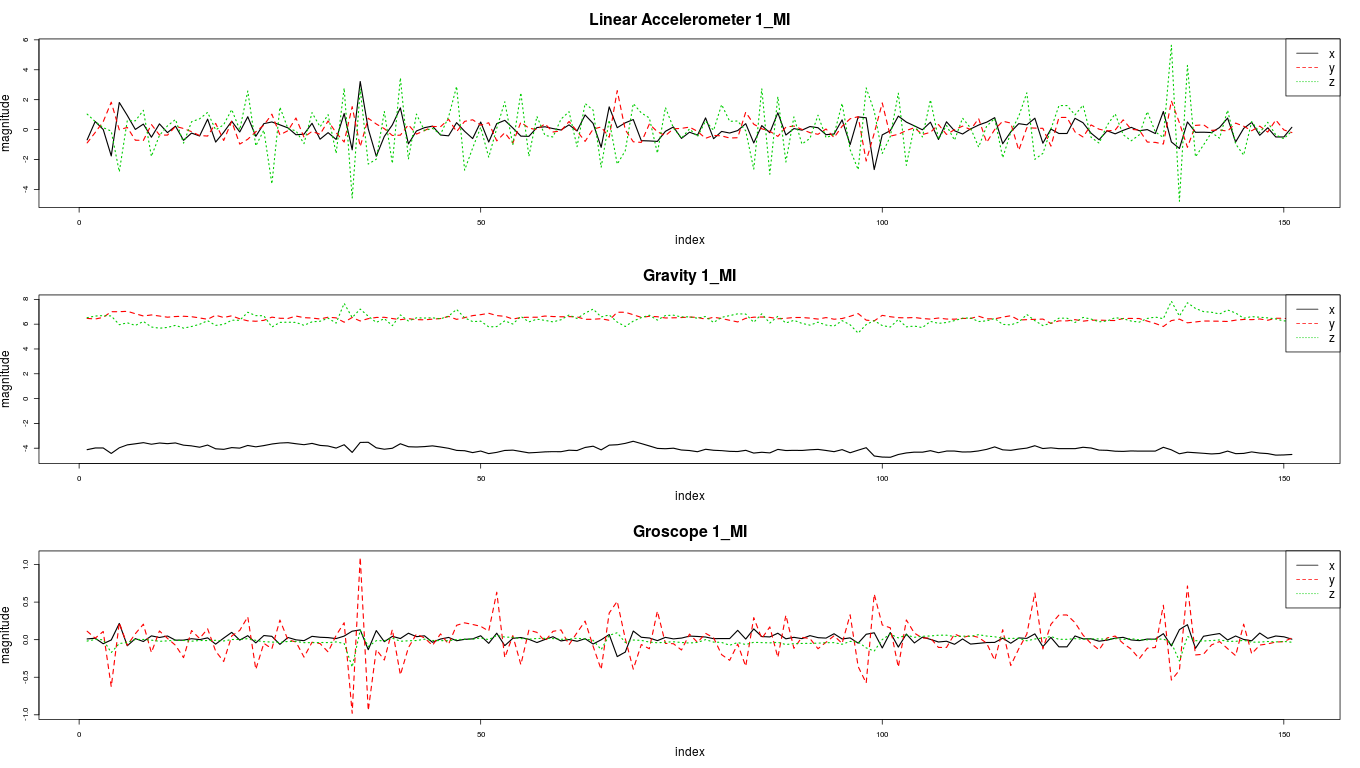 Linear Accelerometer 1_MI
magnitude
6
4
2
0
-2
-4
x
y
z
0 50 100 150
index
Gravity 1_MI
magnitude
8
6
4
2
0
-2
-4
x
y
z
0 50 100 150
index
Groscope 1_MI
magnitude
1.0
0.5
0.0
-0.5
-1.0
x
y
z
0 50 100 150
index